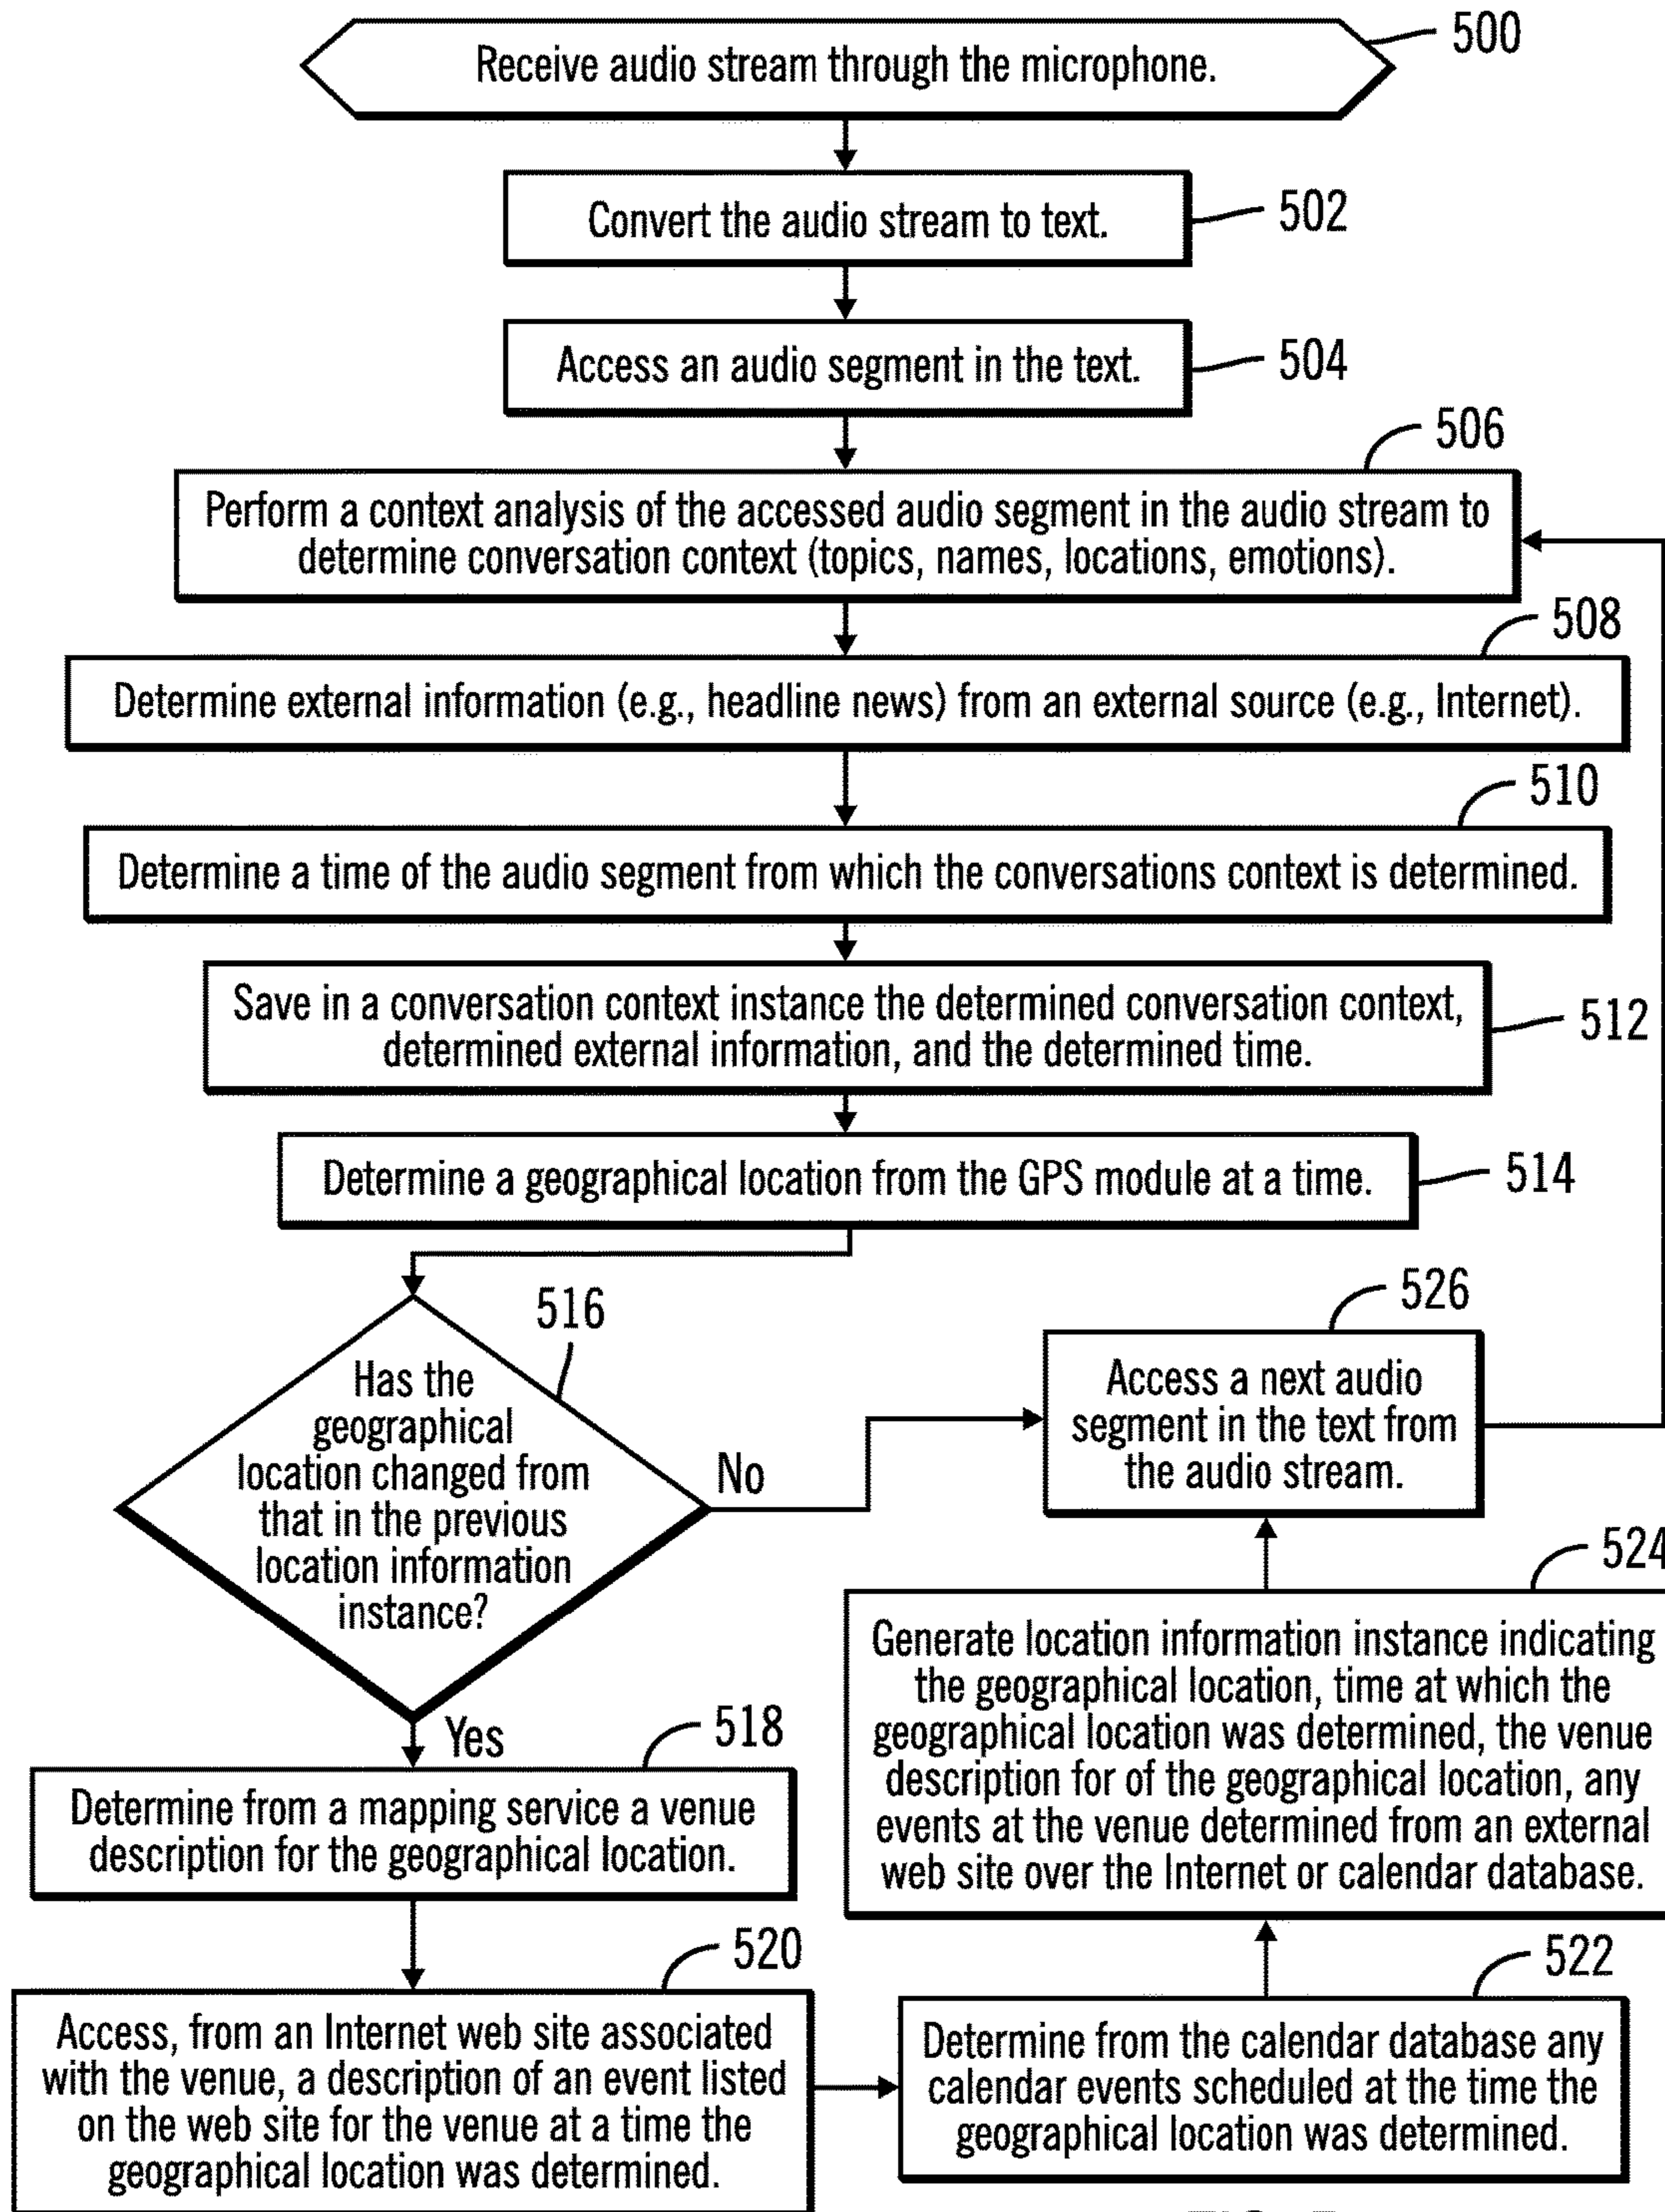 Receive audio stream through the microphone.
500
Convert the audio stream to text.
502
Access an audio segment in the text.
504
506
Perform a context analysis of the accessed audio segment in the audio stream to
determine conversation context (topics, names, locations, emotions).
508
Determine external information (e.g., headline news) from an external source (e.g., Internet).
510
Determine a time of the audio segment from which the conversations context is determined.
Save in a conversation context instance the determined conversation context,
determined external information, and the determined time.
512
Determine a geographical location from the GPS module at a time.
514
516
Has the
geographical
location changed from
that in the previous
location information
instance?
No
Yes
526
Access a next audio
segment in the text from
the audio stream.
518
Determine from a mapping service a venue
description for the geographical location.
524
Generate location information instance indicating
the geographical location, time at which the
geographical location was determined, the venue
description for of the geographical location, any
events at the venue determined from an external
web site over the Internet or calendar database.
520
Access, from an Internet web site associated
with the venue, a description of an event listed
on the web site for the venue at a time the
geographical location was determined.
522
Determine from the calendar database any
calendar events scheduled at the time the
geographical location was determined.